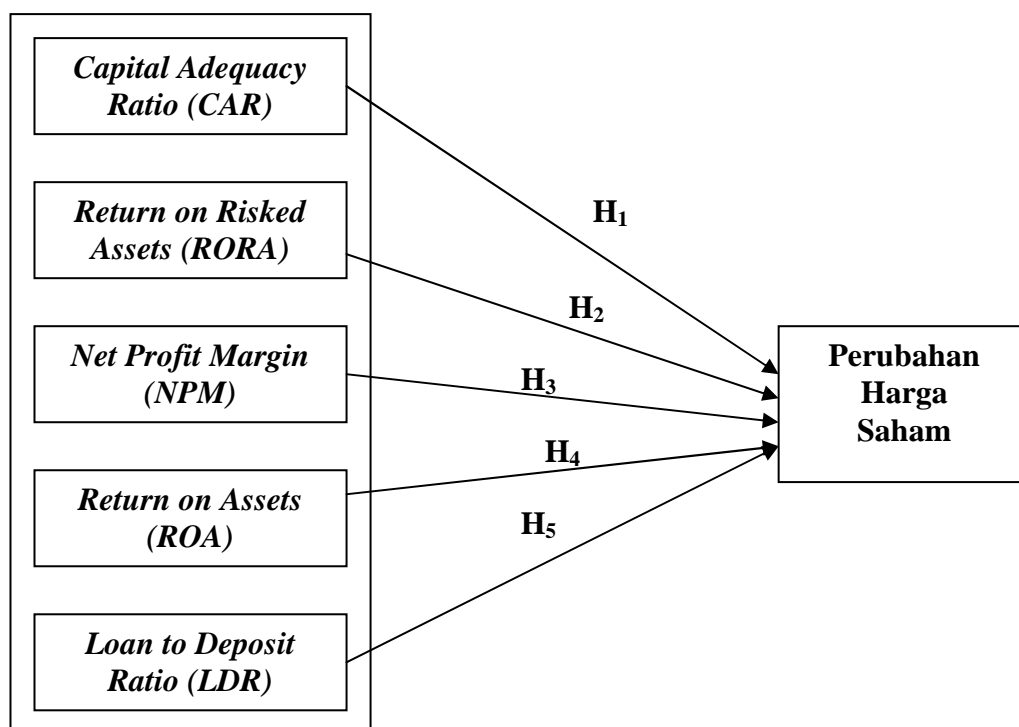 Capital Adequacy
Ratio (CAR)
Return on Risked
Assets (RORA)
Net Profit Margin
(NPM)
Return on Assets
(ROA)
Loan to Deposit
Ratio (LDR)
H₁
H₂
H₃
H₄
H₅
Perubahan
Harga
Saham